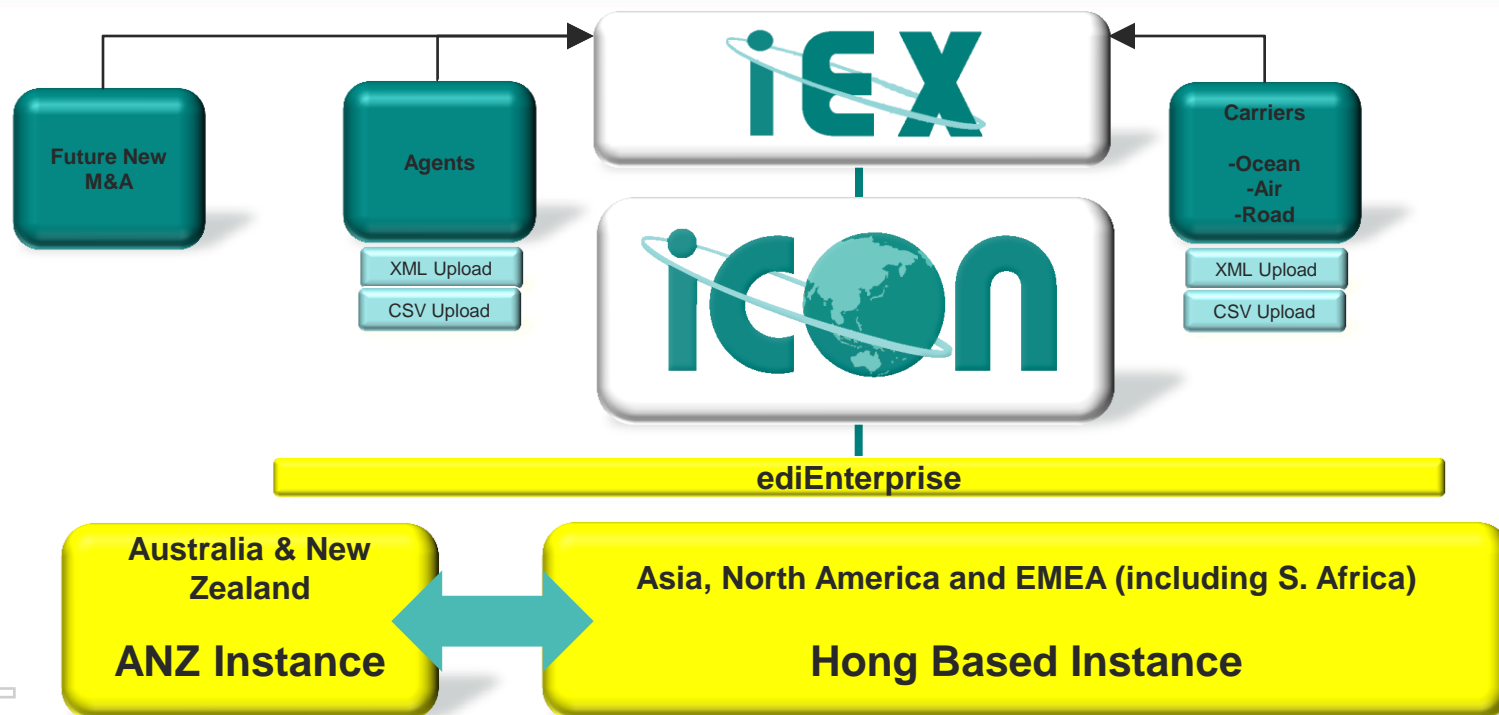 iEX
Future New
M&A
Agents
Carriers
-Ocean
-Air
-Road
XML Upload
CSV Upload
XML Upload
CSV Upload
iCON
ediEnterprise
Australia & New
Zealand
ANZ Instance
Asia, North America and EMEA (including S. Africa)
Hong Based Instance